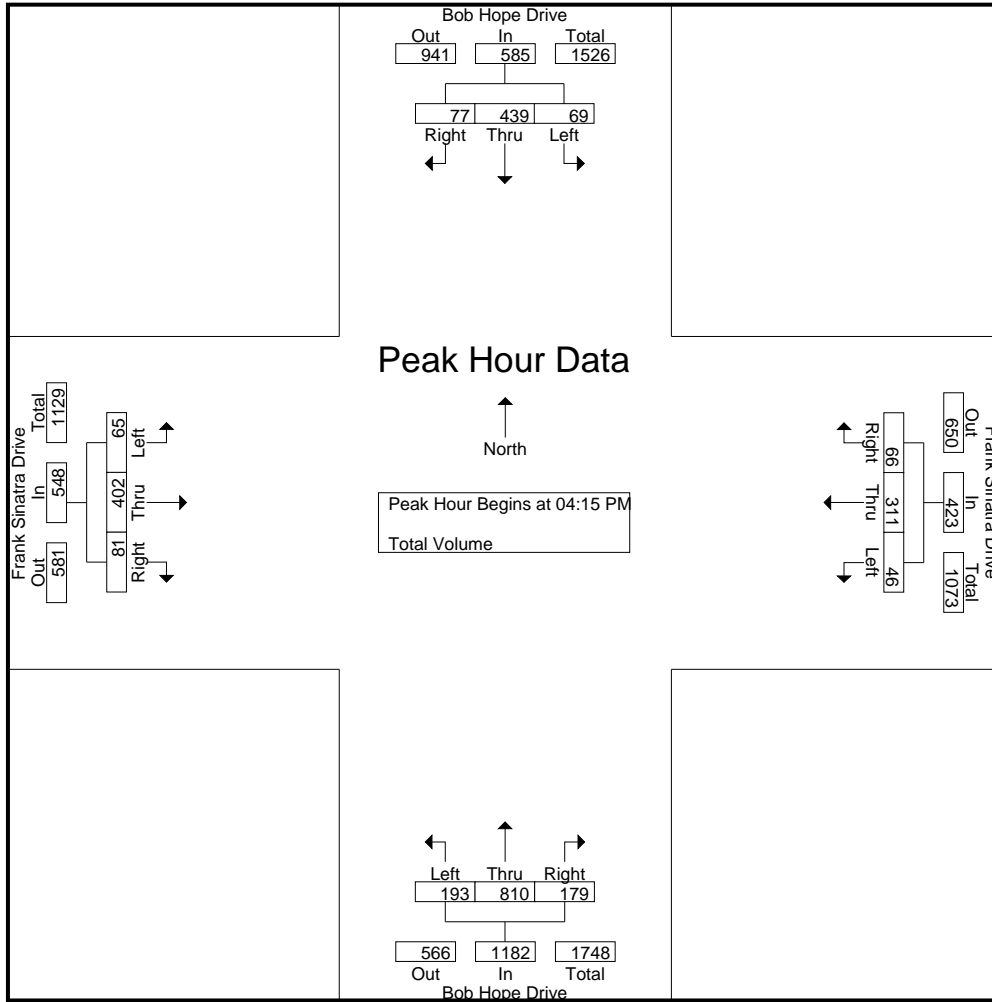 Bob Hope Drive
Out In Total
941 585 1526
77 439 69
Right Thru Left
Peak Hour Data
North
Peak Hour Begins at 04:15 PM
Total Volume
Frank Sinatra Drive
Out In Total
581 548 1129
81 402 65
Right Thru Left
Frank Sinatra Drive
Out In Total
650 423 1073
66 311 46
Right Thru Left
Left Thru Right
193 810 179
566 1182 1748
Out In Total
Bob Hope Drive